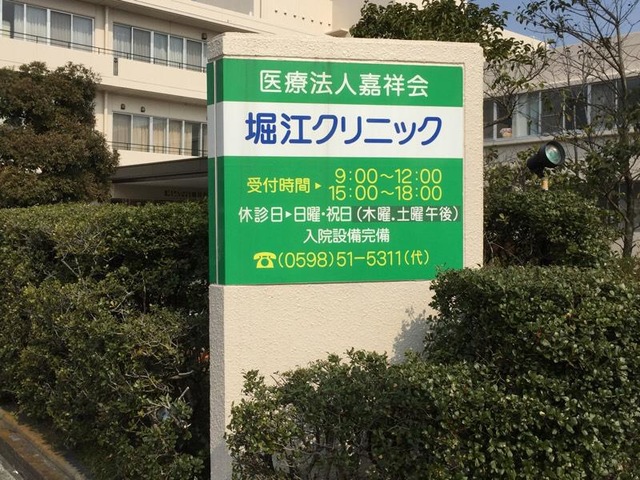 医療法人嘉祥会
堀江クリニック
受付時間▶ 9:00〜12:00
15:00〜18:00
休診日▶日曜・祝日(木曜.土曜午後)
入院設備完備
☎(0598)51-5311(代)